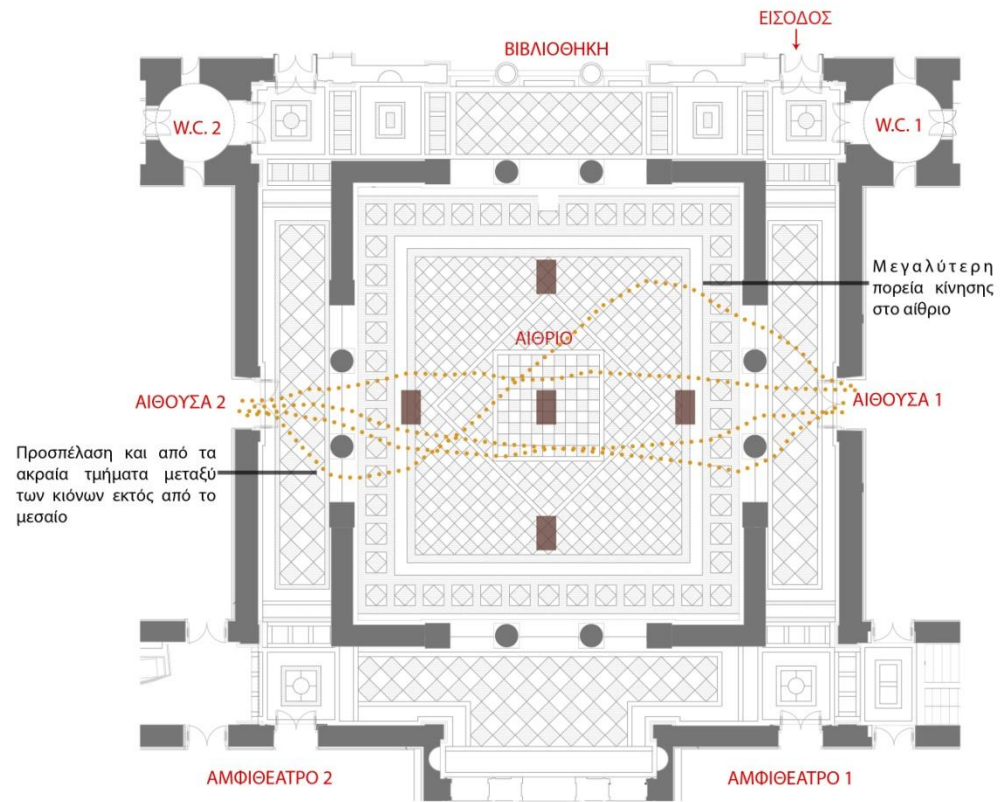 ΕΙΣΟΔΟΣ
ΒΙΒΛΙΟΘΗΚΗ
W.C. 2
W.C. 1
Μεγαλύτερη
πορεία κίνησης
στο αίθριο
ΑΙΘΡΙΟ
ΑΙΘΟΥΣΑ 2
ΑΙΘΟΥΣΑ 1
Προσπέλαση και από τα
ακραία τμήματα μεταξύ
των κιόνων εκτός από το
μεσαίο
ΑΜΦΙΘΕΑΤΡΟ 2
ΑΜΦΙΘΕΑΤΡΟ 1